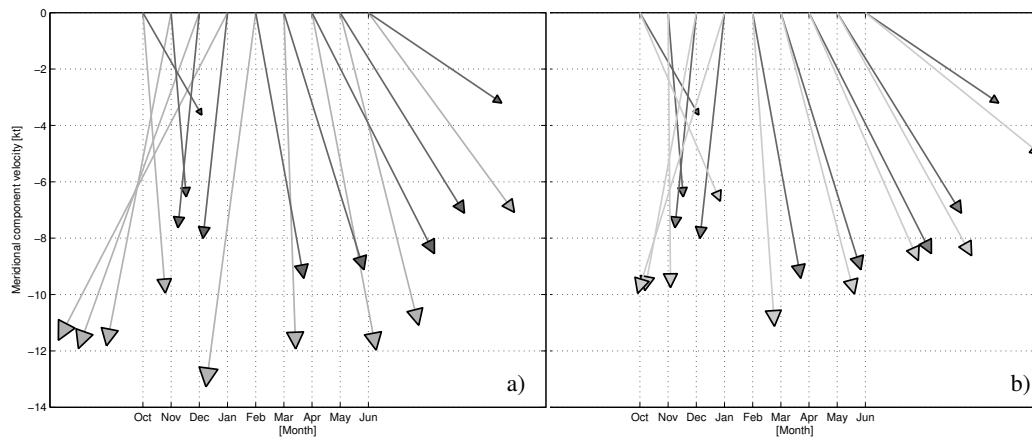 Meridional component velocity [kt]
0
−2
−4
−6
−8
−10
−12
−14
Oct Nov Dec Jan Feb Mar Apr May Jun
[Month]
a)
Oct Nov Dec Jan Feb Mar Apr May Jun
[Month]
b)